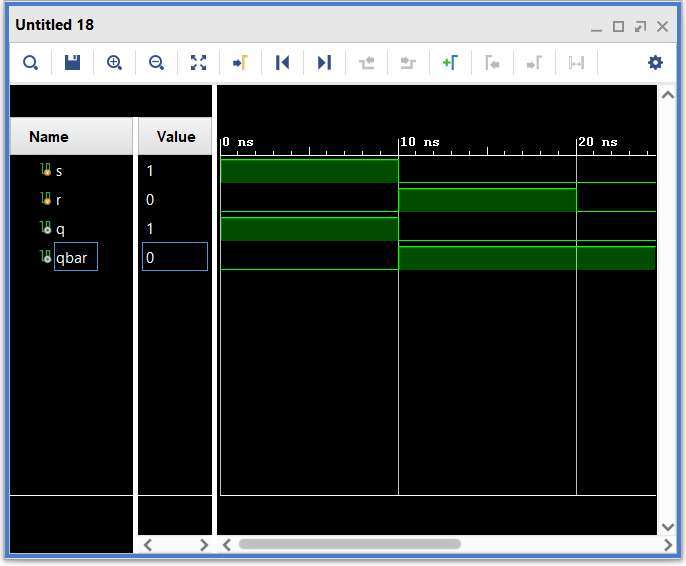 Untitled 18
Name Value
0 ns 10 ns 20 ns
s 1
r 0
q 1
qbar 0